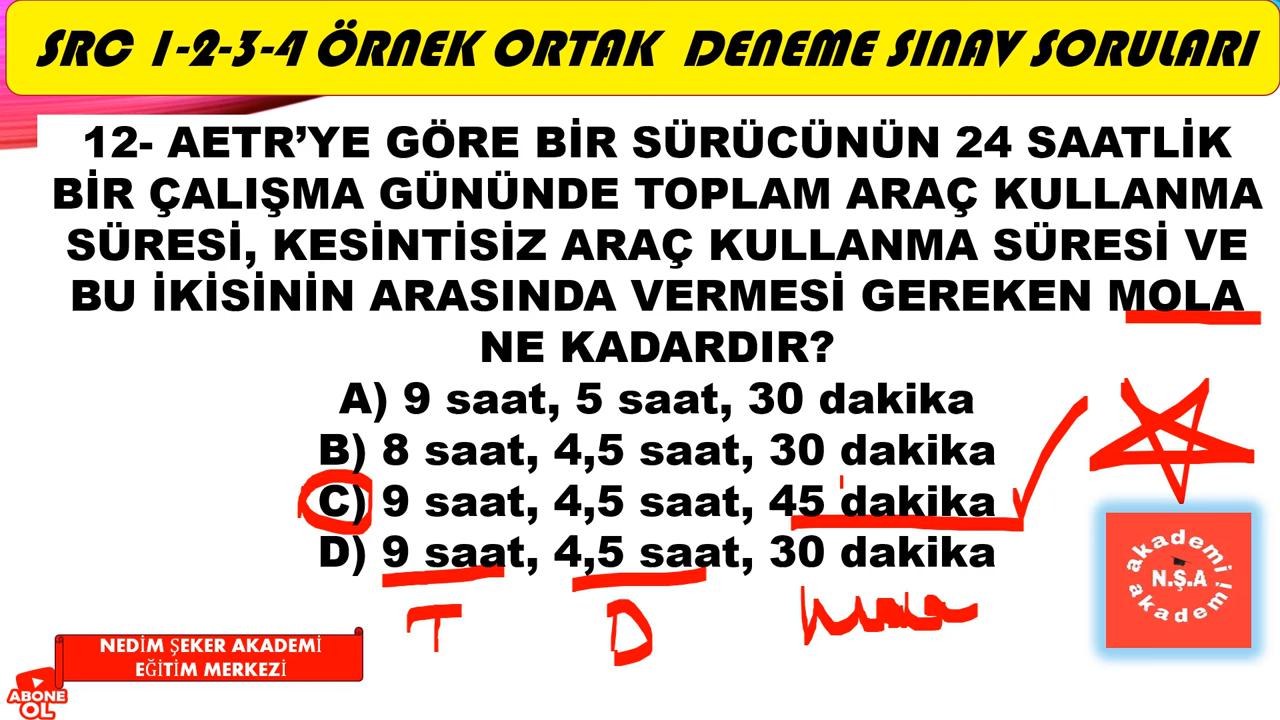 SRC 1-2-3-4 ÖRNEK ORTAK DENEME SINAV SORULARI
12- AETR’YE GÖRE BİR SÜRÜCÜNÜN 24 SAATLİK
BİR ÇALIŞMA GÜNÜNDE TOPLAM ARAÇ KULLANMA
SÜRESİ, KESİNTİSİZ ARAÇ KULLANMA SÜRESİ VE
BU İKİSİNİN ARASINDA VERMESİ GEREKEN MOLA
NE KADARDIR?
A) 9 saat, 5 saat, 30 dakika
B) 8 saat, 4,5 saat, 30 dakika
C) 9 saat, 4,5 saat, 45 dakika
D) 9 saat, 4,5 saat, 30 dakika
T D Mola
akademi
N.Ş.A
akademi
NEDİM ŞEKER AKADEMİ
EĞİTİM MERKEZİ
ABONE
OL